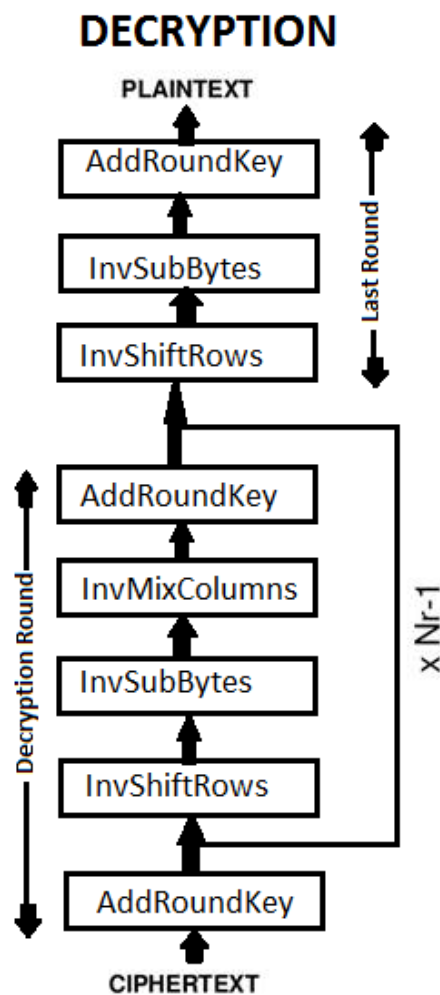 DECRYPTION
PLAINTEXT
AddRoundKey
InvSubBytes
InvShiftRows
Last Round
AddRoundKey
InvMixColumns
InvSubBytes
InvShiftRows
Decryption Round
x Nr-1
AddRoundKey
CIPHERTEXT